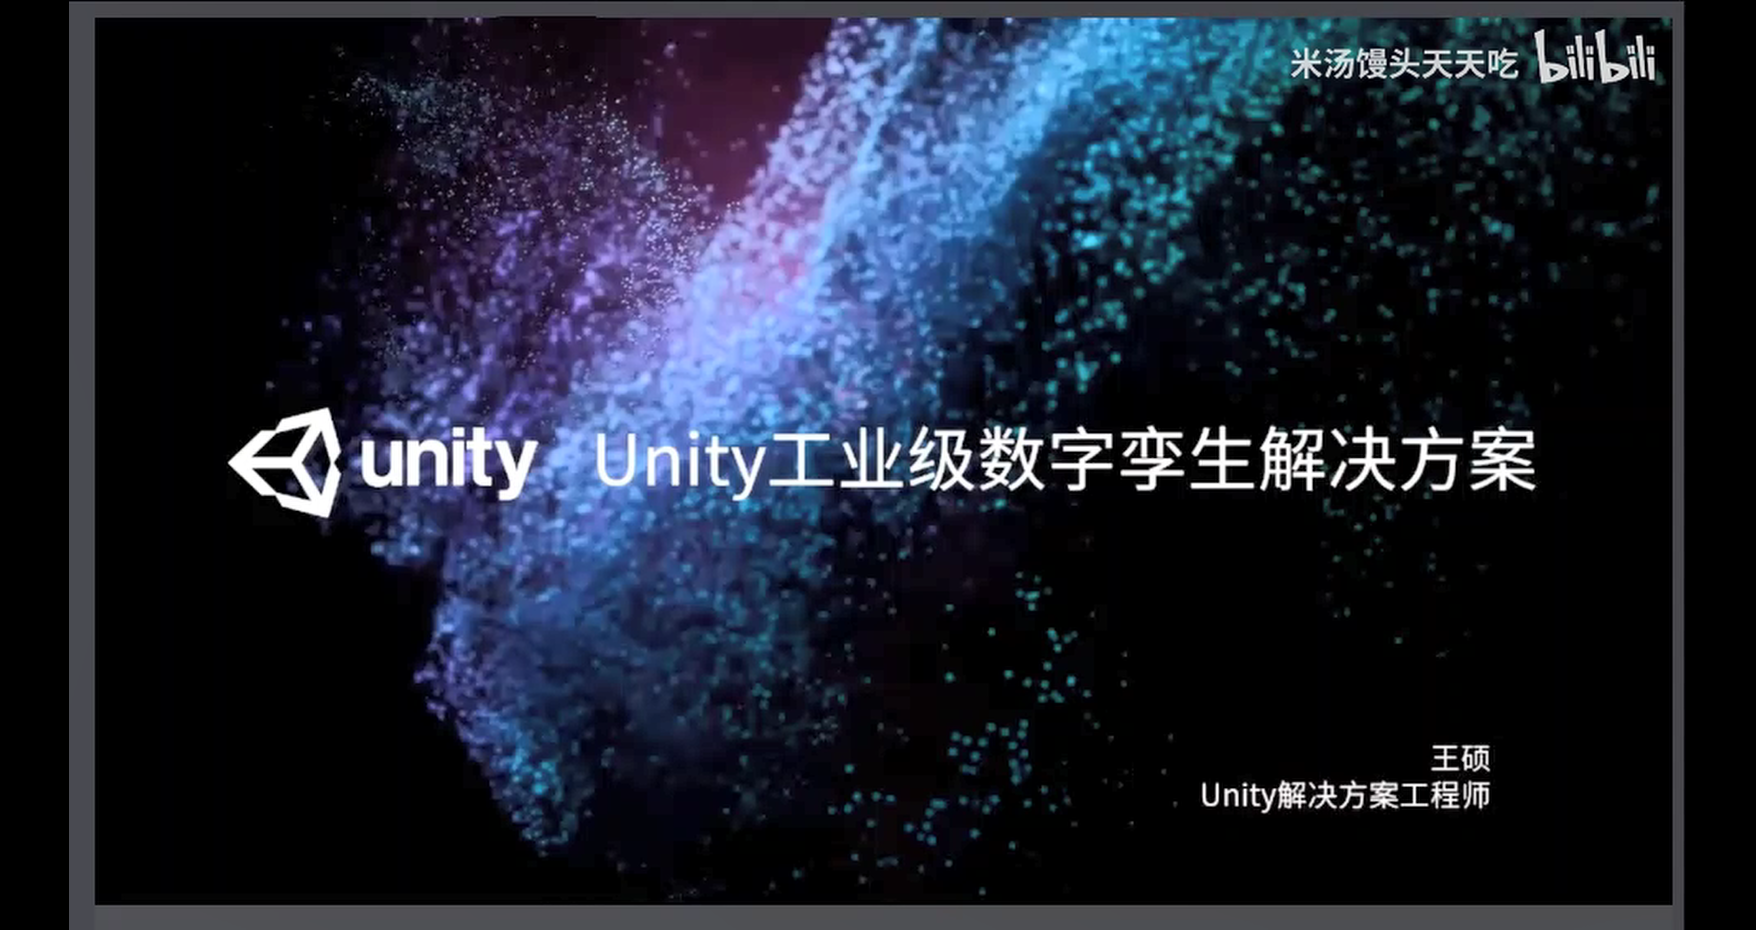 米汤馒头天天吃 bilibili
unity Unity工业级数字孪生解决方案
王硕
Unity解决方案工程师